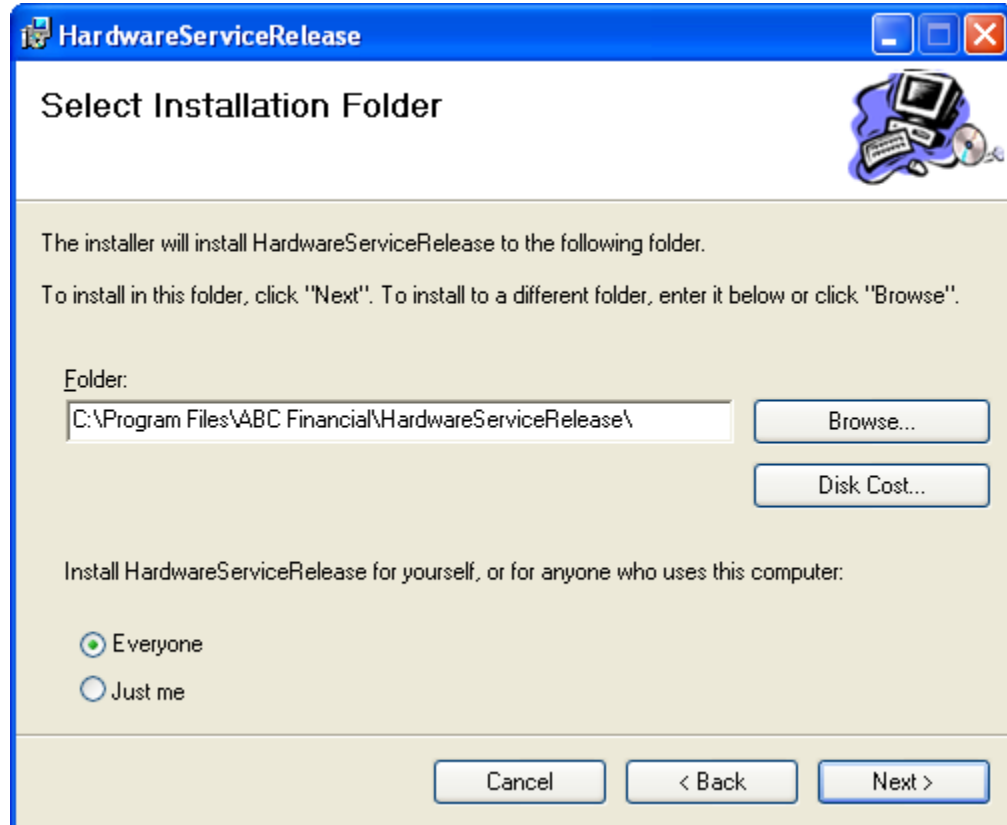 HardwareServiceRelease
Select Installation Folder
The installer will install HardwareServiceRelease to the following folder.
To install in this folder, click "Next". To install to a different folder, enter it below or click "Browse".
Folder:
C:\Program Files\ABC Financial\HardwareServiceRelease\
Browse...
Disk Cost...
Install HardwareServiceRelease for yourself, or for anyone who uses this computer:
Everyone
Just me
Cancel
< Back
Next >